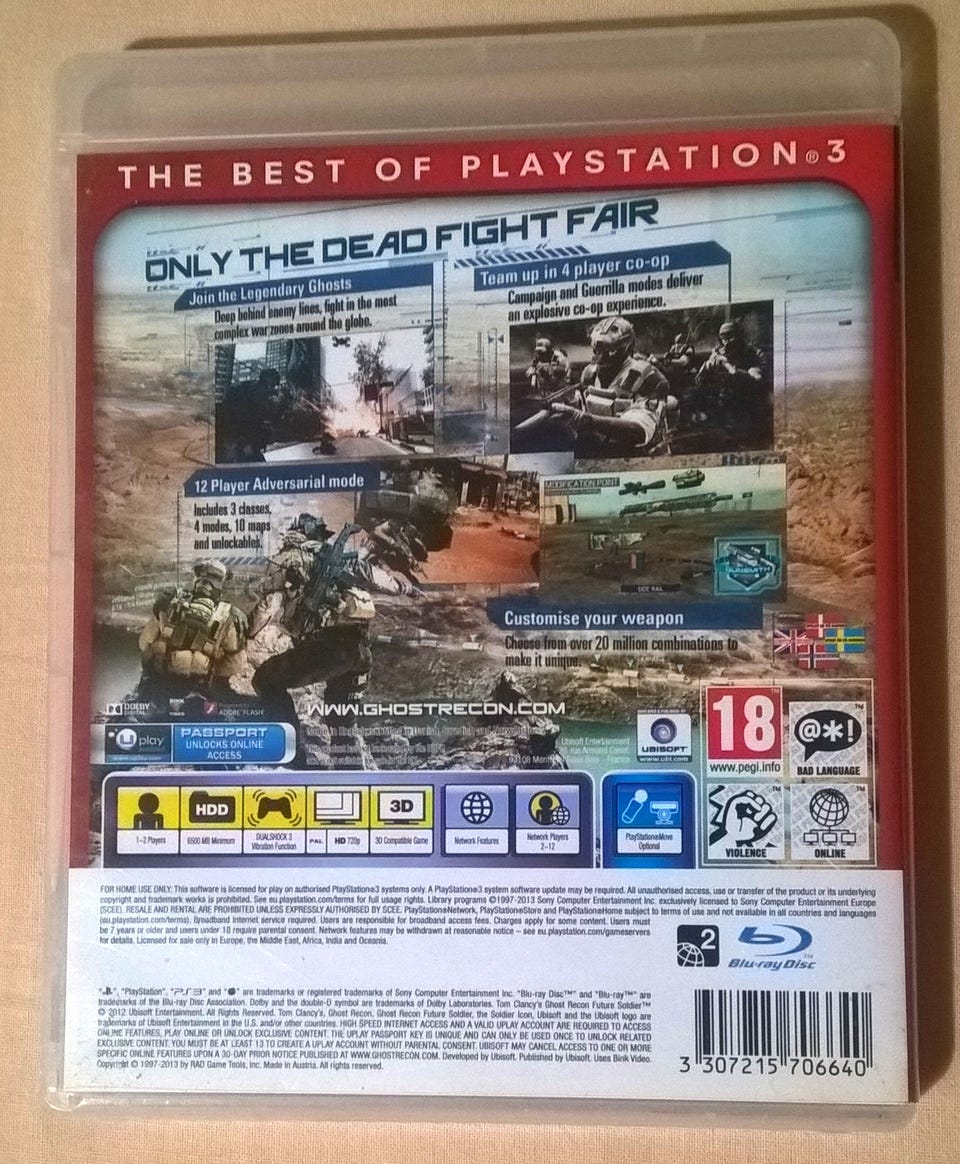 THE BEST OF PLAYSTATION®3
ONLY THE DEAD FIGHT FAIR
Join the Legendary Ghosts
Deep behind enemy lines, fight in the most
complex warzones around the globe.
Team up in 4 player co-op
Campaign and Guerrilla modes deliver
an explosive co-op experience.
12 Player Adversarial mode
Includes 3 classes,
4 modes, 10 maps
and unlockables.
MODIFICATION POINT
SIDE RAIL
GUNSMITH
Customise your weapon
Choose from over 20 million combinations to
make it unique.
DOLBY
DIGITAL
BINK
VIDEO
ADOBE® FLASH®
WWW.GHOSTRECON.COM
Uplay
PASSPORT
UNLOCKS ONLINE
ACCESS
Ubisoft Entertainment
UBISOFT
www.ubi.com
18
www.pegi.info
BAD LANGUAGE
VIOLENCE
ONLINE
1-2 Players
HDD
6500 MB Minimum
DUALSHOCK 3
Vibration Function
PAL
HD 720p
3D
3D Compatible Game
Network Features
Network Players
2-12
PlayStation®Move
Optional
FOR HOME USE ONLY: This software is licensed for play on authorised PlayStation®3 systems only. A PlayStation®3 system software update may be required. All unauthorised access, use or transfer of the product or its underlying
copyright and trademark works is prohibited. See eu.playstation.com/terms for full usage rights. Library programs ©1997-2013 Sony Computer Entertainment Inc. exclusively licensed to Sony Computer Entertainment Europe
(SCEE). RESALE AND RENTAL ARE PROHIBITED UNLESS EXPRESSLY AUTHORISED BY SCEE. PlayStation®Network, PlayStation®Store and PlayStation®Home subject to terms of use and not available in all countries and languages
(eu.playstation.com/terms). Broadband internet service required. Users are responsible for broadband access fees. Charges apply for some content. Users must
be 7 years or older and users under 18 require parental consent. Network features may be withdrawn at reasonable notice – see eu.playstation.com/gameservers
for details. Licensed for sale only in Europe, the Middle East, Africa, India and Oceania.
2
Blu-ray Disc™
", "PlayStation", "PS3" and " " are trademarks or registered trademarks of Sony Computer Entertainment Inc. "Blu-ray Disc™" and "Blu-ray™" are
trademarks of the Blu-ray Disc Association. Dolby and the double-D symbol are trademarks of Dolby Laboratories. Tom Clancy's Ghost Recon Future Soldier™
© 2012 Ubisoft Entertainment. All Rights Reserved. Tom Clancy's, Ghost Recon, Ghost Recon Future Soldier, the Soldier Icon, Ubisoft and the Ubisoft logo are
trademarks of Ubisoft Entertainment in the U.S. and/or other countries. HIGH SPEED INTERNET ACCESS AND A VALID UPLAY ACCOUNT ARE REQUIRED TO ACCESS
ONLINE FEATURES, PLAY ONLINE OR UNLOCK EXCLUSIVE CONTENT. THE UPLAY PASSPORT KEY IS UNIQUE AND CAN ONLY BE USED ONCE TO UNLOCK RELATED
EXCLUSIVE CONTENT. YOU MUST BE AT LEAST 13 TO CREATE A UPLAY ACCOUNT WITHOUT PARENTAL CONSENT. UBISOFT MAY CANCEL ACCESS TO ONE OR MORE
SPECIFIC ONLINE FEATURES UPON A 30-DAY PRIOR NOTICE PUBLISHED AT WWW.GHOSTRECON.COM. Developed by Ubisoft. Published by Ubisoft. Uses Bink Video.
Copyright © 1997-2013 by RAD Game Tools, Inc. Made in Austria. All rights reserved.
3 307215 706640